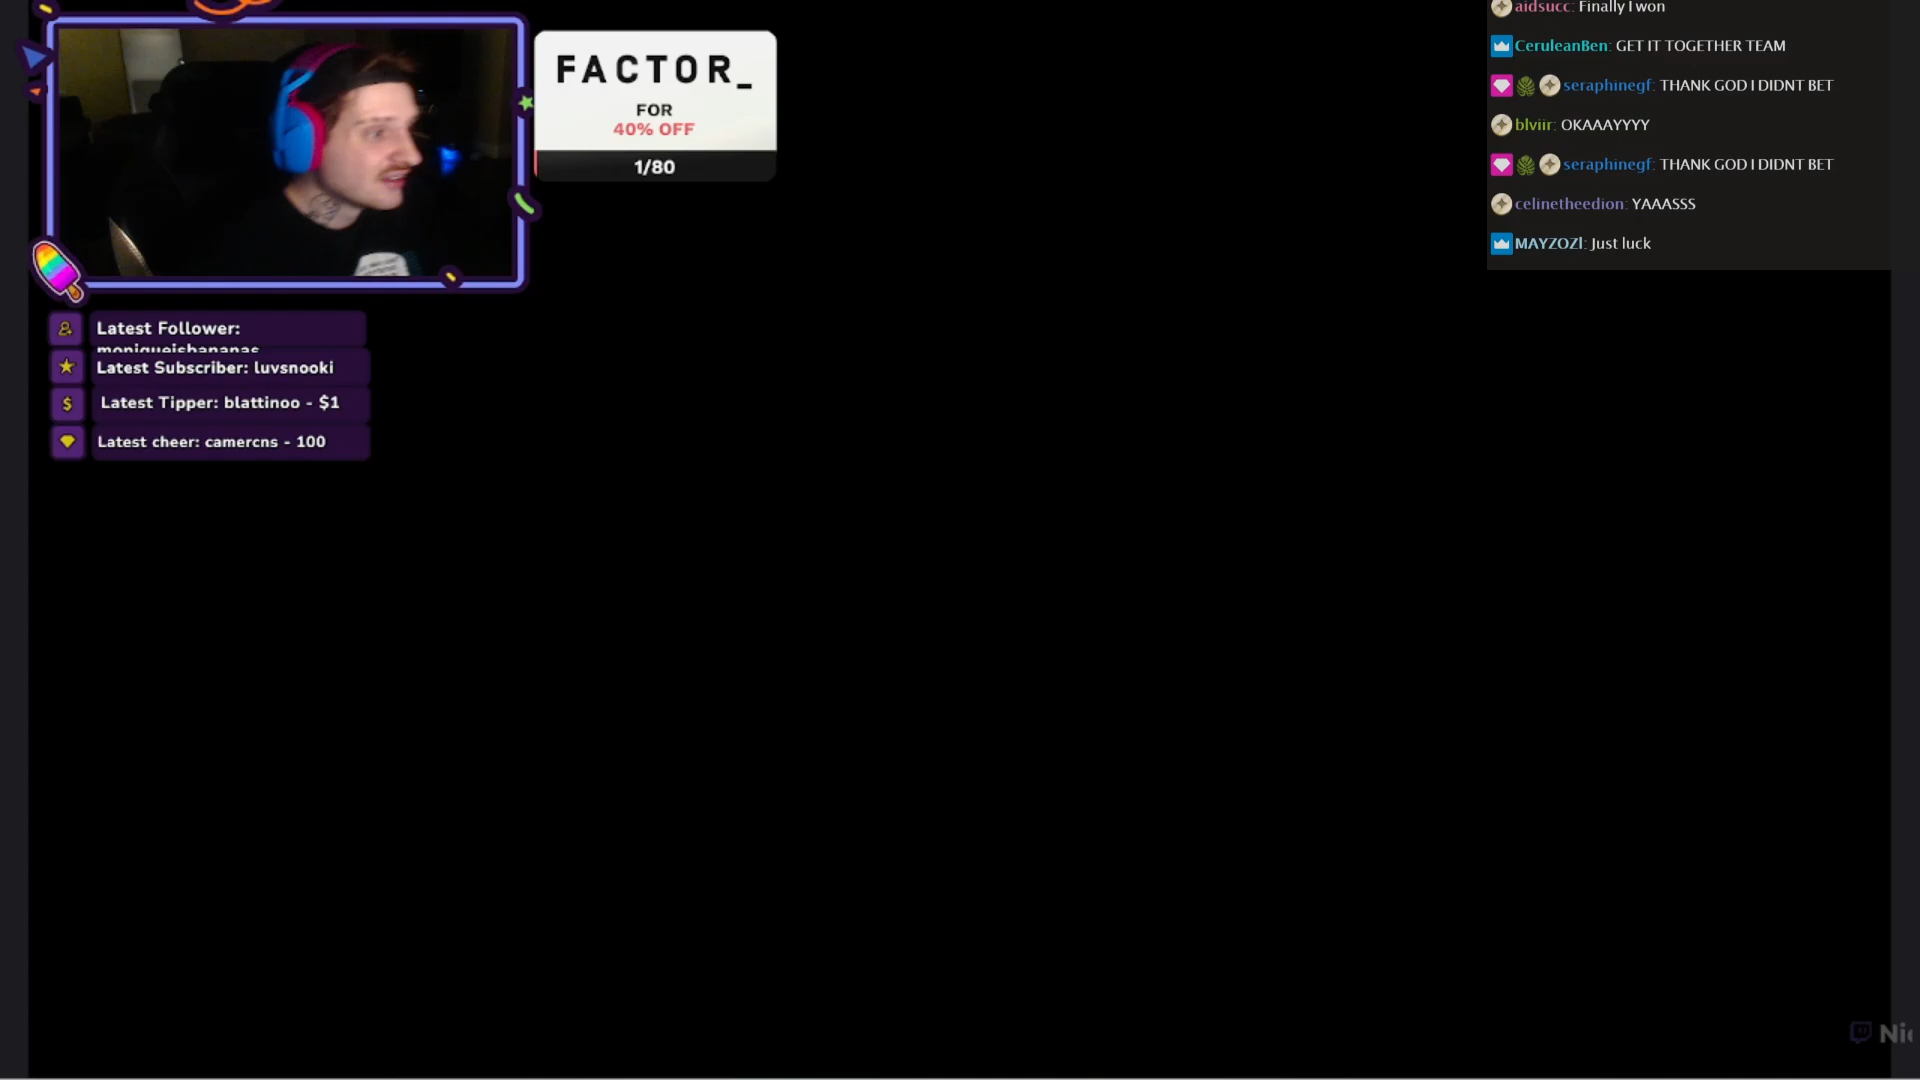 FACTOR_
FOR
40% OFF
1/80
Latest Follower:
moniqueisbananas
Latest Subscriber: luvsnooki
Latest Tipper: blattinoo - $1
Latest cheer: camercns - 100
aidsucc: Finally I won
CeruleanBen: GET IT TOGETHER TEAM
seraphinegf: THANK GOD I DIDNT BET
blviir: OKAAAYYYY
seraphinegf: THANK GOD I DIDNT BET
celinetheedion: YAAASSS
MAYZOZl: Just luck